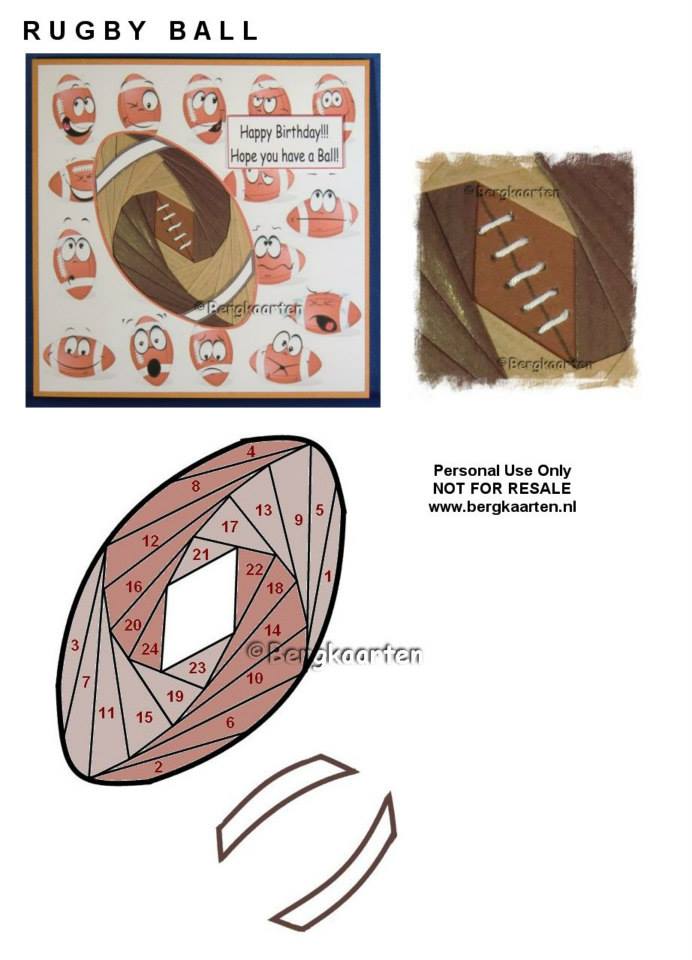 RUGBY BALL
Happy Birthday!!!
Hope you have a Ball!
©Bergkaarten
©Bergkaarten
©Bergkaarten
Personal Use Only
NOT FOR RESALE
www.bergkaarten.nl
4
8
13
9
5
12
17
21
22
1
16
18
20
14
24
3
23
©Bergkaarten
7
10
19
11
15
6
2